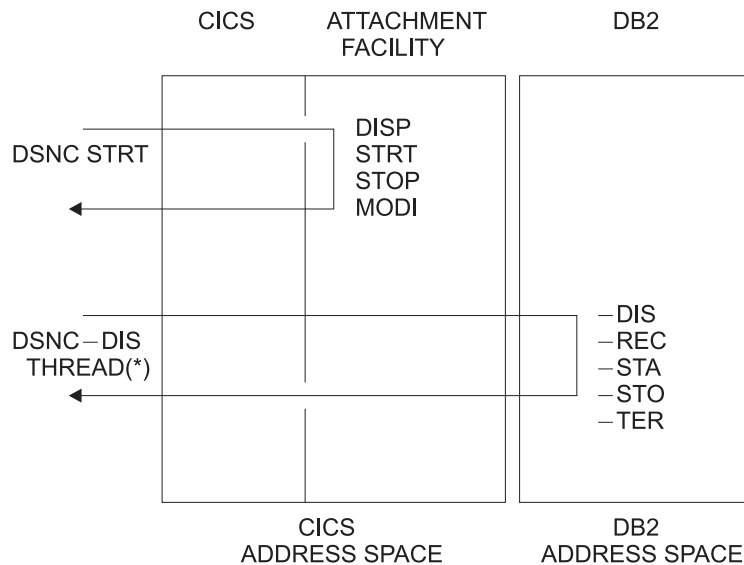 CICS
ATTACHMENT
FACILITY
DB2
DSNC STRT
DISP
STRT
STOP
MODI
DSNC–DIS
THREAD(*)
–DIS
–REC
–STA
–STO
–TER
CICS
ADDRESS SPACE
DB2
ADDRESS SPACE